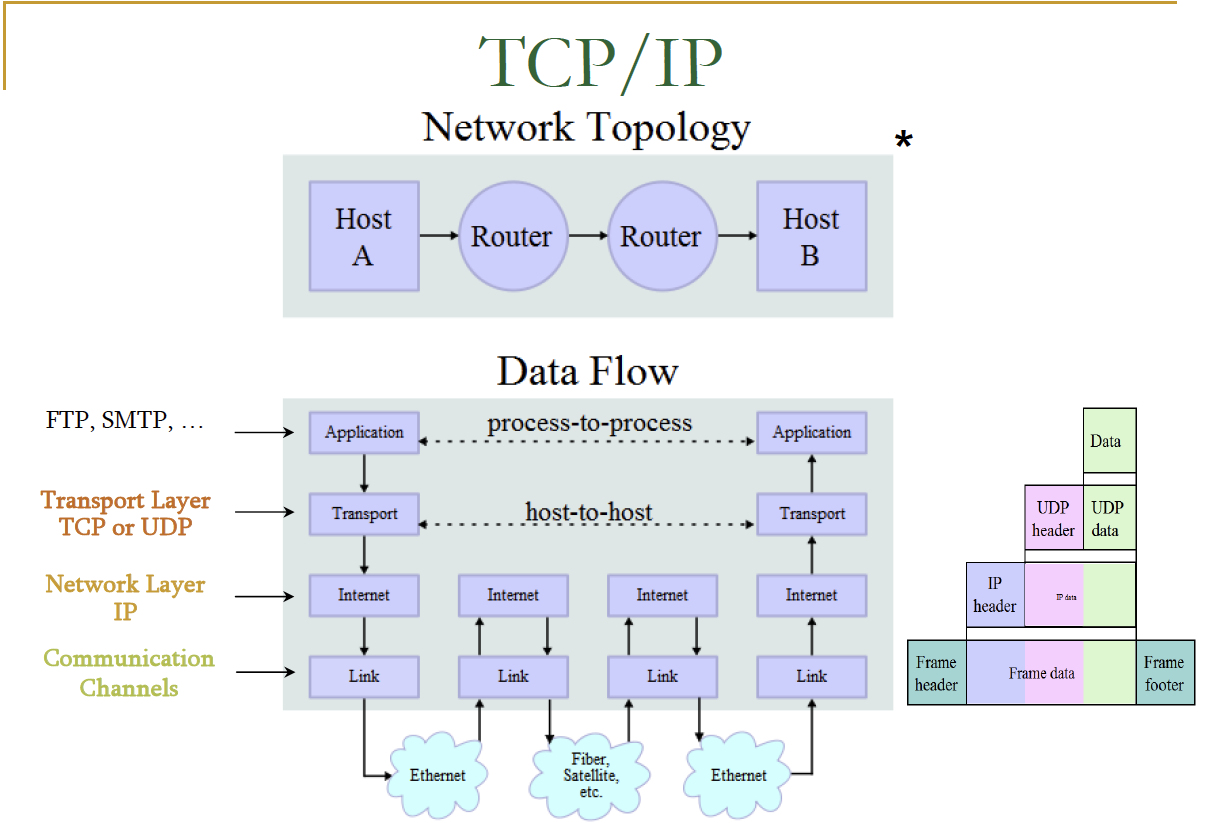 TCP/IP
Network Topology
*
Host
A
Router
Router
Host
B
Data Flow
FTP, SMTP, …
Application
process-to-process
Application
Data
Transport Layer
TCP or UDP
Transport
host-to-host
Transport
UDP
header
UDP
data
Network Layer
IP
Internet
Internet
Internet
Internet
IP
header
IP data
Communication
Channels
Link
Link
Link
Link
Frame
header
Frame data
Frame
footer
Ethernet
Fiber,
Satellite,
etc.
Ethernet